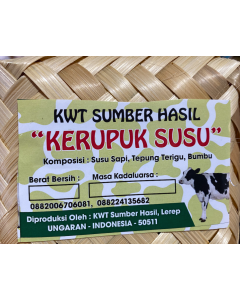 KWT SUMBER HASIL
"KERUPUK SUSU"
Komposisi : Susu Sapi, Tepung Terigu, Bumbu
Berat Bersih : Masa Kadaluarsa :
0882006706081, 088224135682
Diproduksi Oleh : KWT Sumber Hasil, Lerep
UNGARAN - INDONESIA - 50511